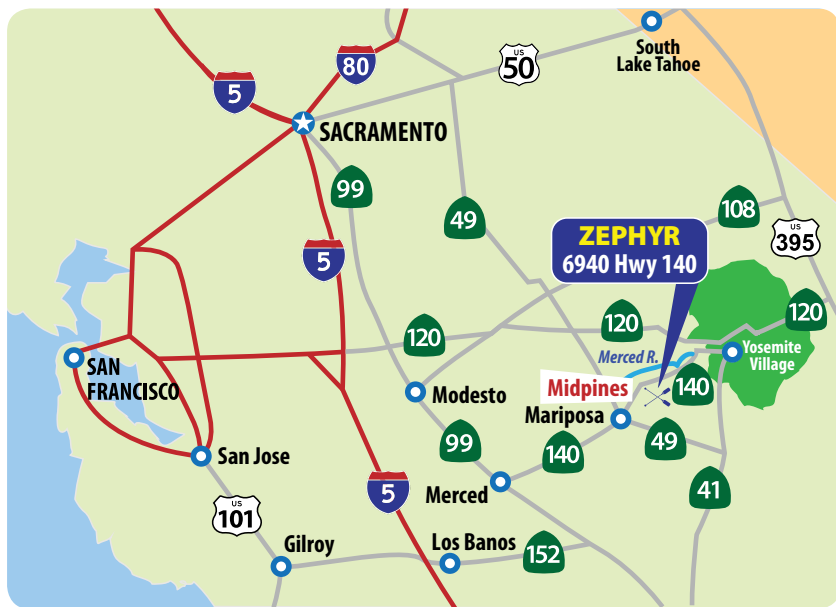 US
50
South
Lake Tahoe
80
5
SACRAMENTO
99
49
108
US
395
ZEPHYR
6940 Hwy 140
5
120
120
120
Merced R.
Yosemite
Village
SAN
FRANCISCO
Midpines
140
Modesto
Mariposa
99
140
49
San Jose
41
5
Merced
US
101
Gilroy
Los Banos
152